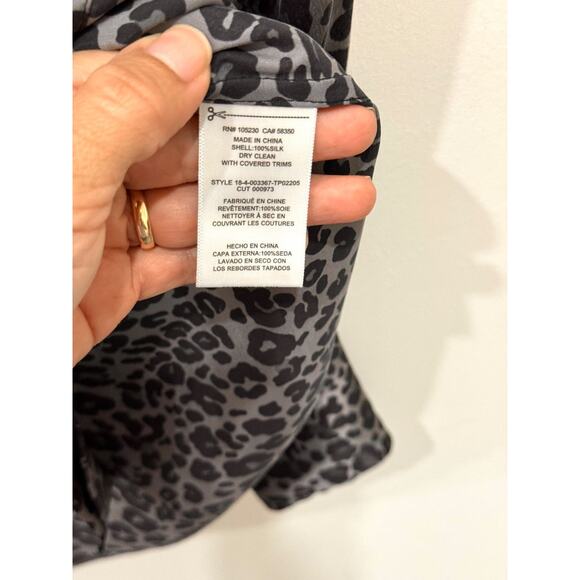 RN# 105230 CA# 58350
MADE IN CHINA
SHELL:100%SILK
DRY CLEAN
WITH COVERED TRIMS
STYLE 18-4-003367-TP02205
CUT 000973
FABRIQUÉ EN CHINE
REVÊTEMENT:100%SOIE
NETTOYER À SEC EN
COUVRANT LES COUTURES
HECHO EN CHINA
CAPA EXTERNA:100%SEDA
LAVADO EN SECO CON
LOS REBORDES TAPADOS